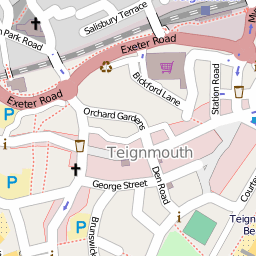 Salisbury Terrace
Park Road
Exeter Road
Bickford Lane
Station Road
Exeter Road
Orchard Gardens
P
Teignmouth
George Street
Den Road
P
P
Brunswick
Courte
Teign
Be